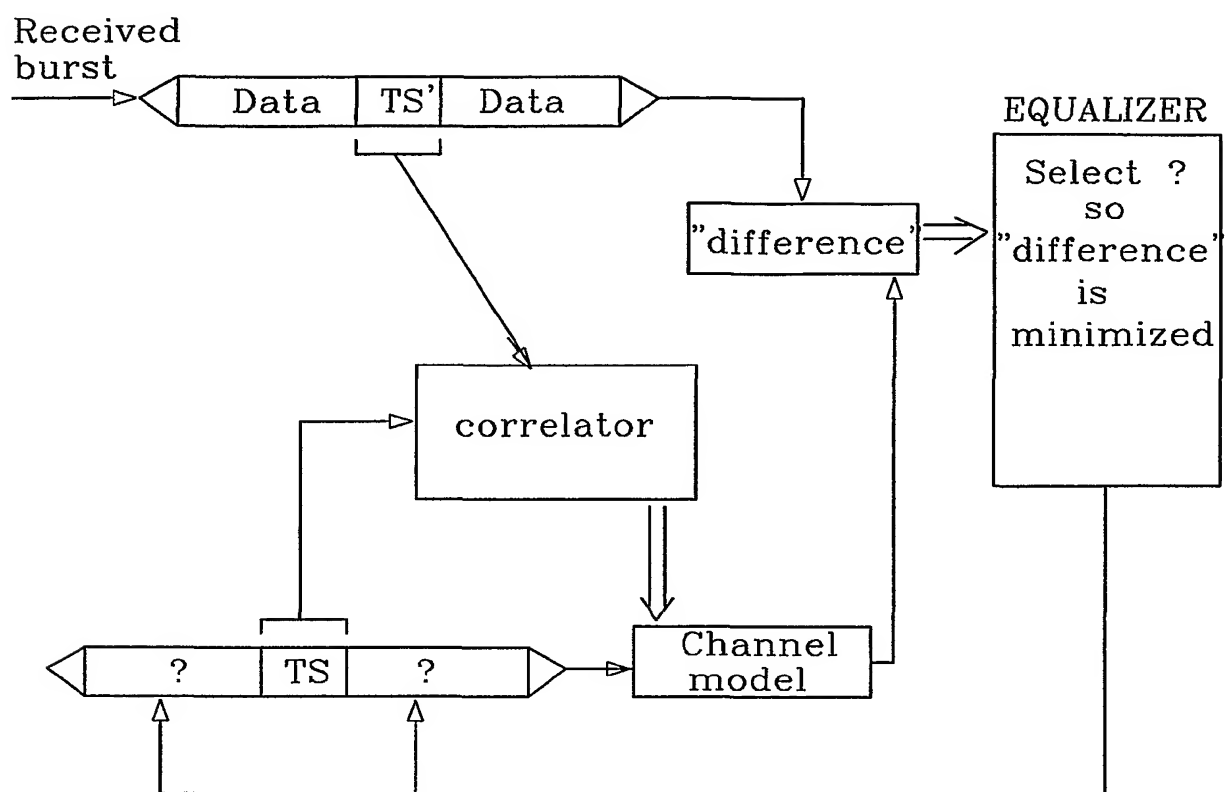 Received
burst
Data TS' Data
EQUALIZER
Select ?
so
"difference"
is
minimized
"difference"
correlator
? TS ?
Channel
model